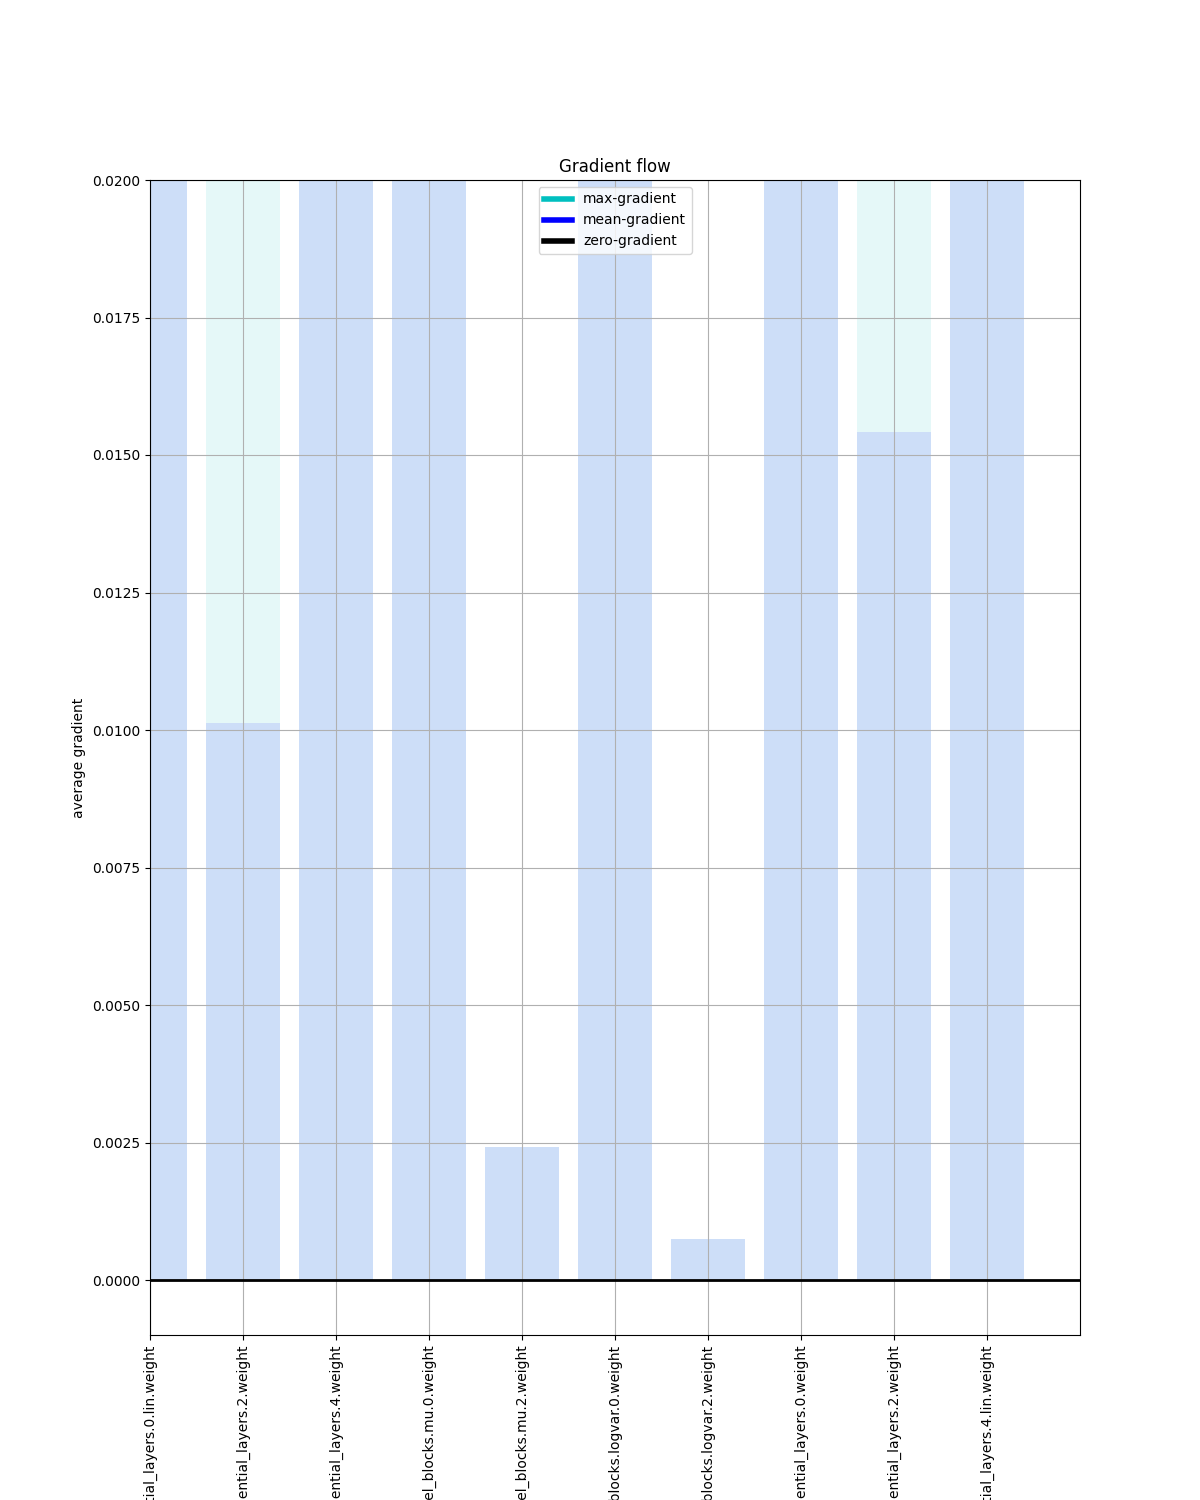 Gradient flow
max-gradient
mean-gradient
zero-gradient
0.0200
0.0175
0.0150
0.0125
0.0100
0.0075
0.0050
0.0025
0.0000
average gradient
tial_layers.0.lin.weight
ential_layers.2.weight
ential_layers.4.weight
el_blocks.mu.0.weight
el_blocks.mu.2.weight
blocks.logvar.0.weight
blocks.logvar.2.weight
ential_layers.0.weight
ential_layers.2.weight
tial_layers.4.lin.weight